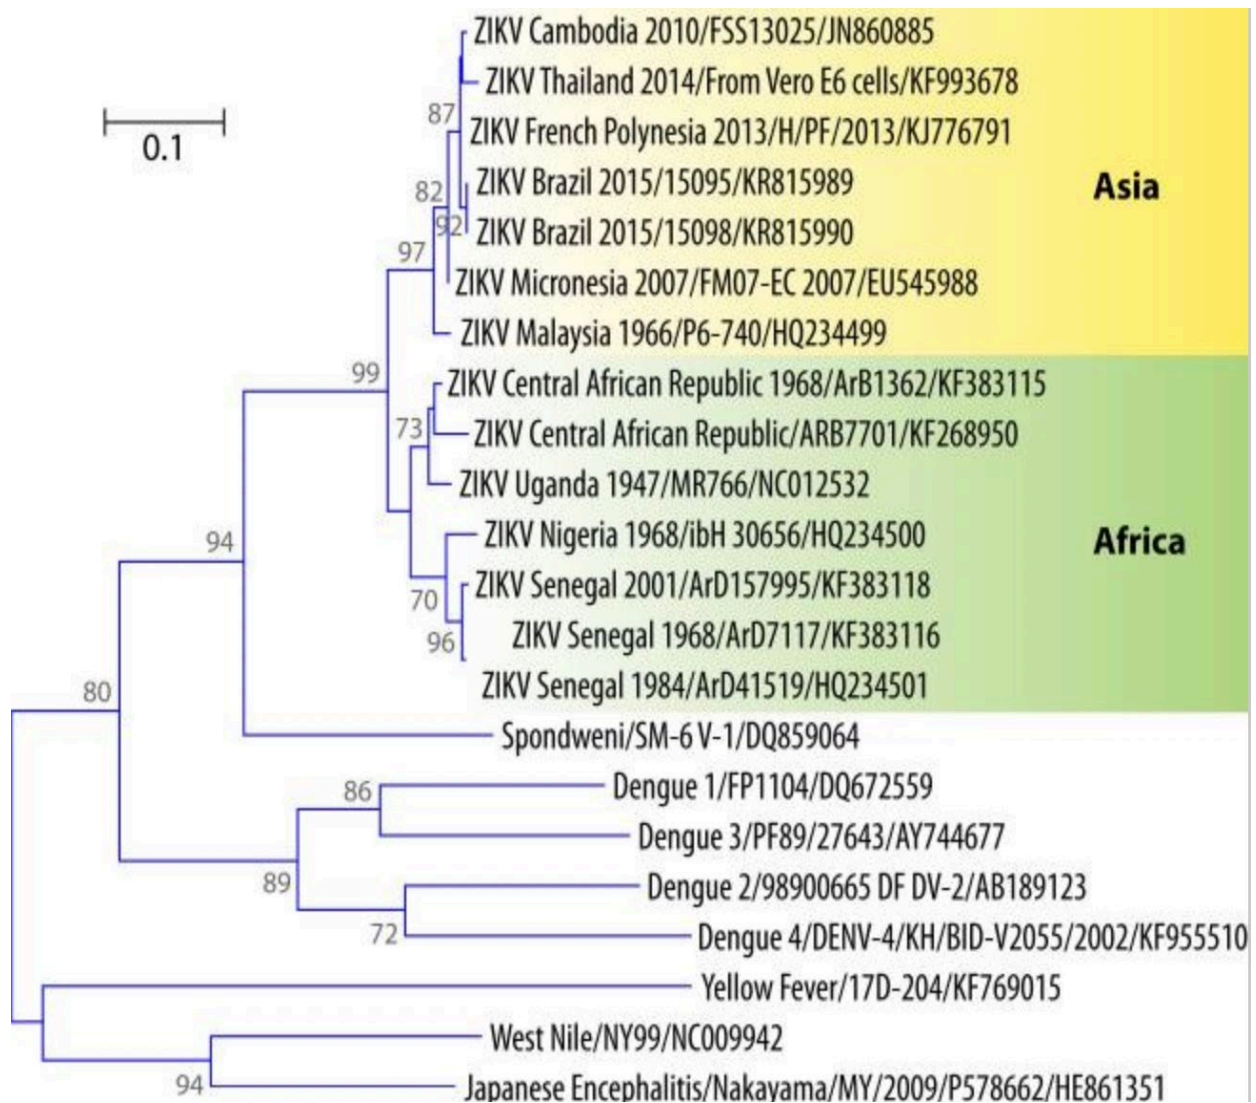 ZIKV Cambodia 2010/FSS13025/JN860885
ZIKV Thailand 2014/From Vero E6 cells/KF993678
0.1
87
ZIKV French Polynesia 2013/H/PF/2013/KJ776791
Asia
82
ZIKV Brazil 2015/15095/KR815989
92
ZIKV Brazil 2015/15098/KR815990
97
ZIKV Micronesia 2007/FM07-EC 2007/EU545988
ZIKV Malaysia 1966/P6-740/HQ234499
99
ZIKV Central African Republic 1968/ArB1362/KF383115
73
ZIKV Central African Republic/ARB7701/KF268950
ZIKV Uganda 1947/MR766/NC012532
94
ZIKV Nigeria 1968/ibH 30656/HQ234500
Africa
70
ZIKV Senegal 2001/ArD157995/KF383118
96
ZIKV Senegal 1968/ArD7117/KF383116
80
ZIKV Senegal 1984/ArD41519/HQ234501
Spondweni/SM-6 V-1/DQ859064
86
Dengue 1/FP1104/DQ672559
Dengue 3/PF89/27643/AY744677
89
Dengue 2/98900665 DF DV-2/AB189123
72
Dengue 4/DENV-4/KH/BID-V2055/2002/KF955510
Yellow Fever/17D-204/KF769015
West Nile/NY99/NC009942
94
Japanese Encephalitis/Nakayama/MY/2009/P578662/HE861351